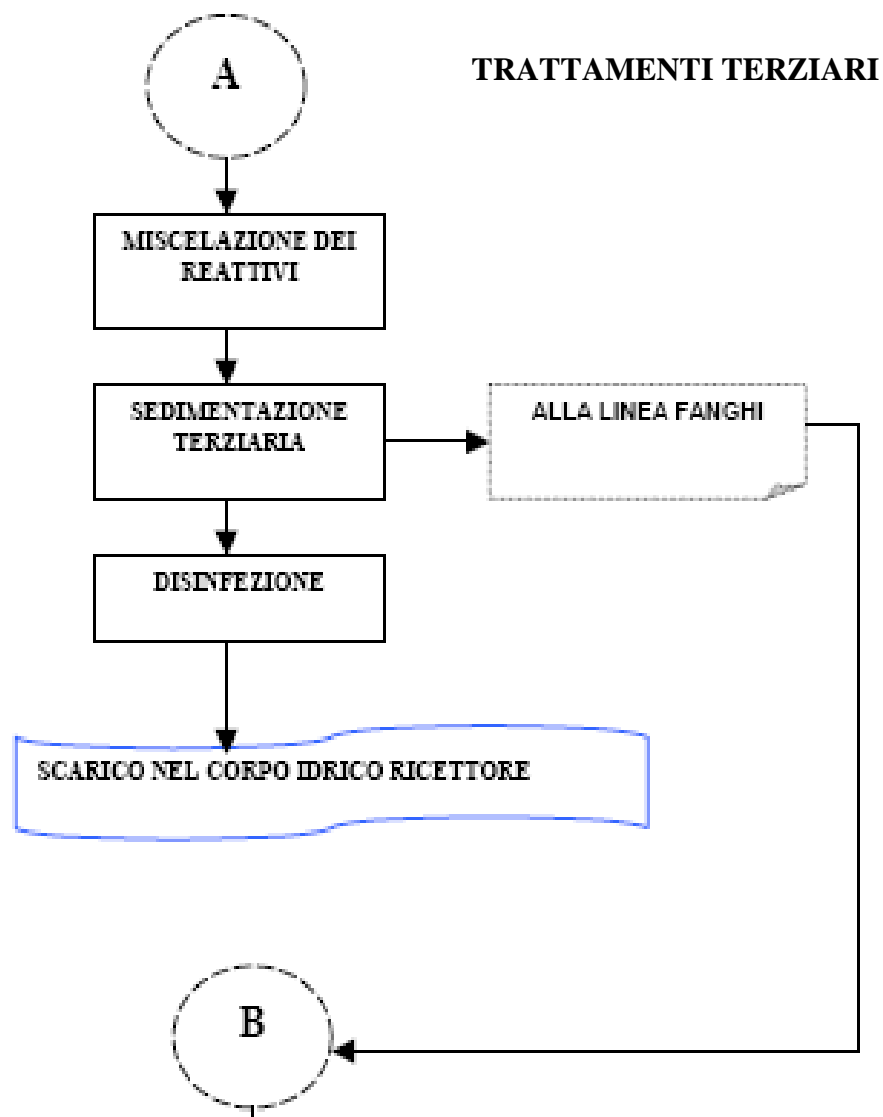 A
TRATTAMENTI TERZIARI
MISCELAZIONE DEI
REATTIVI
SEDIMENTAZIONE
TERZIARIA
ALLA LINEA FANGHI
DISINFEZIONE
SCARICO NEL CORPO IDRICO RICETTORE
B